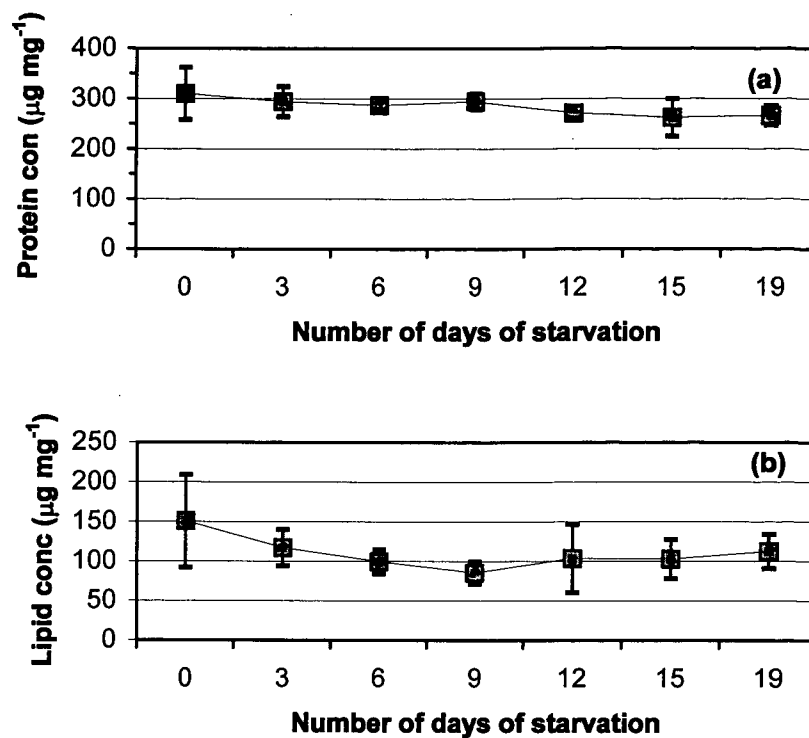 Protein con (µg mg⁻¹)
400
300
200
100
0
(a)
0 3 6 9 12 15 19
Number of days of starvation
Lipid conc (µg mg⁻¹)
250
200
150
100
50
0
(b)
0 3 6 9 12 15 19
Number of days of starvation